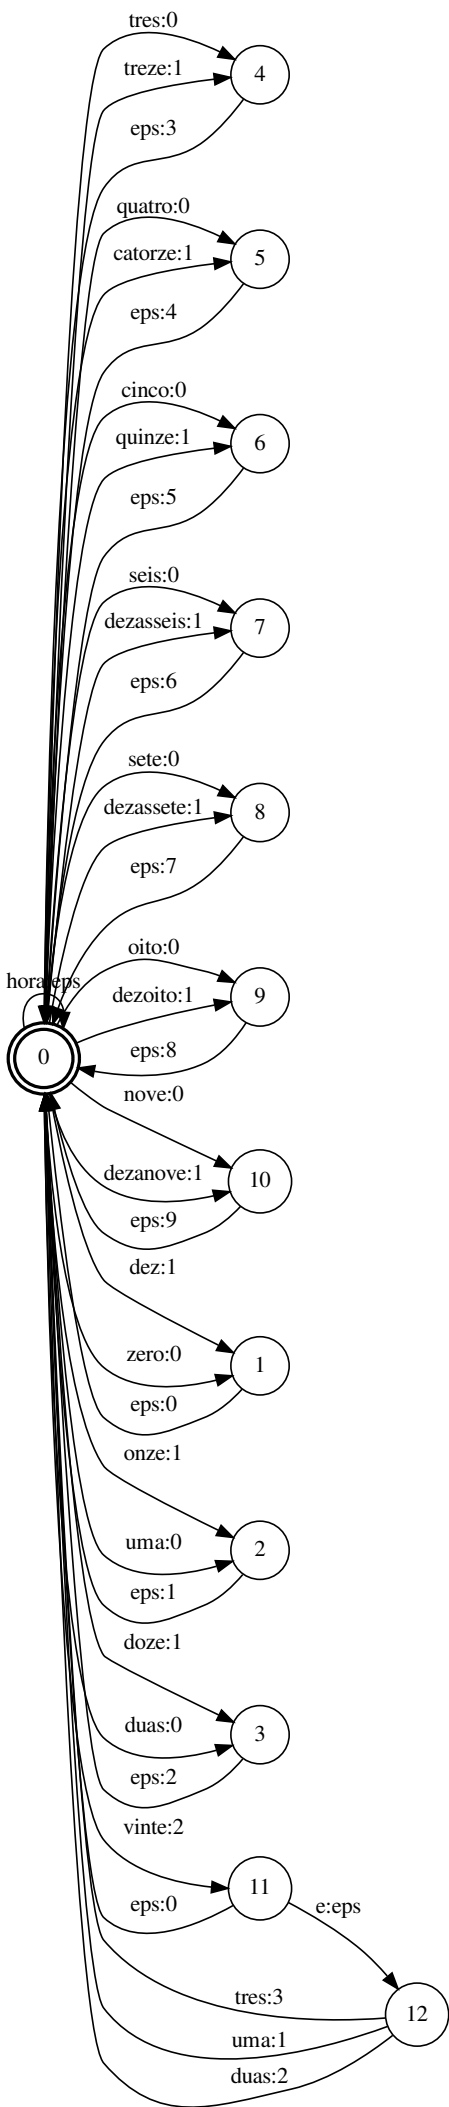 tres:0
treze:1
4
eps:3
quatro:0
catorze:1
5
eps:4
cinco:0
quinze:1
6
eps:5
seis:0
dezasseis:1
7
eps:6
sete:0
dezassete:1
8
eps:7
oito:0
hora:eps
dezoito:1
9
eps:8
0
nove:0
dezanove:1
10
eps:9
dez:1
zero:0
1
eps:0
onze:1
uma:0
2
eps:1
doze:1
duas:0
3
eps:2
vinte:2
11
eps:0
e:eps
tres:3
12
uma:1
duas:2